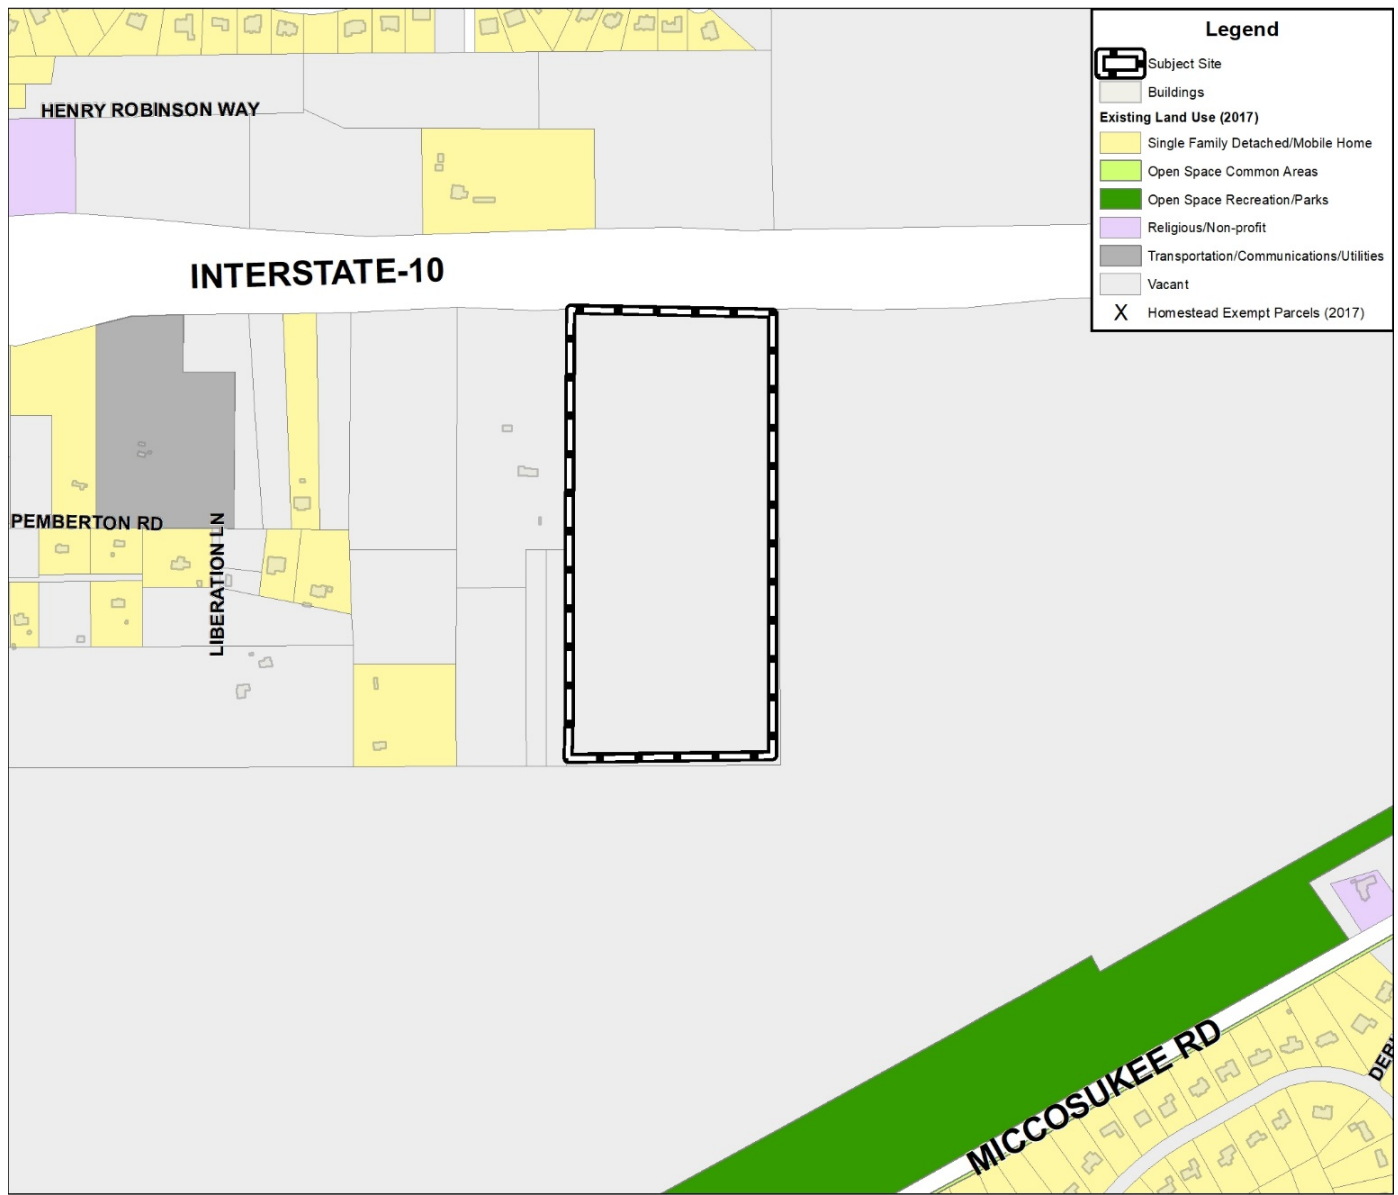 Legend
Subject Site
Buildings
Existing Land Use (2017)
Single Family Detached/Mobile Home
Open Space Common Areas
Open Space Recreation/Parks
Religious/Non-profit
Transportation/Communications/Utilities
Vacant
X Homestead Exempt Parcels (2017)
HENRY ROBINSON WAY
INTERSTATE-10
PEMBERTON RD
LIBERATION LN
MICCOSUKEE RD